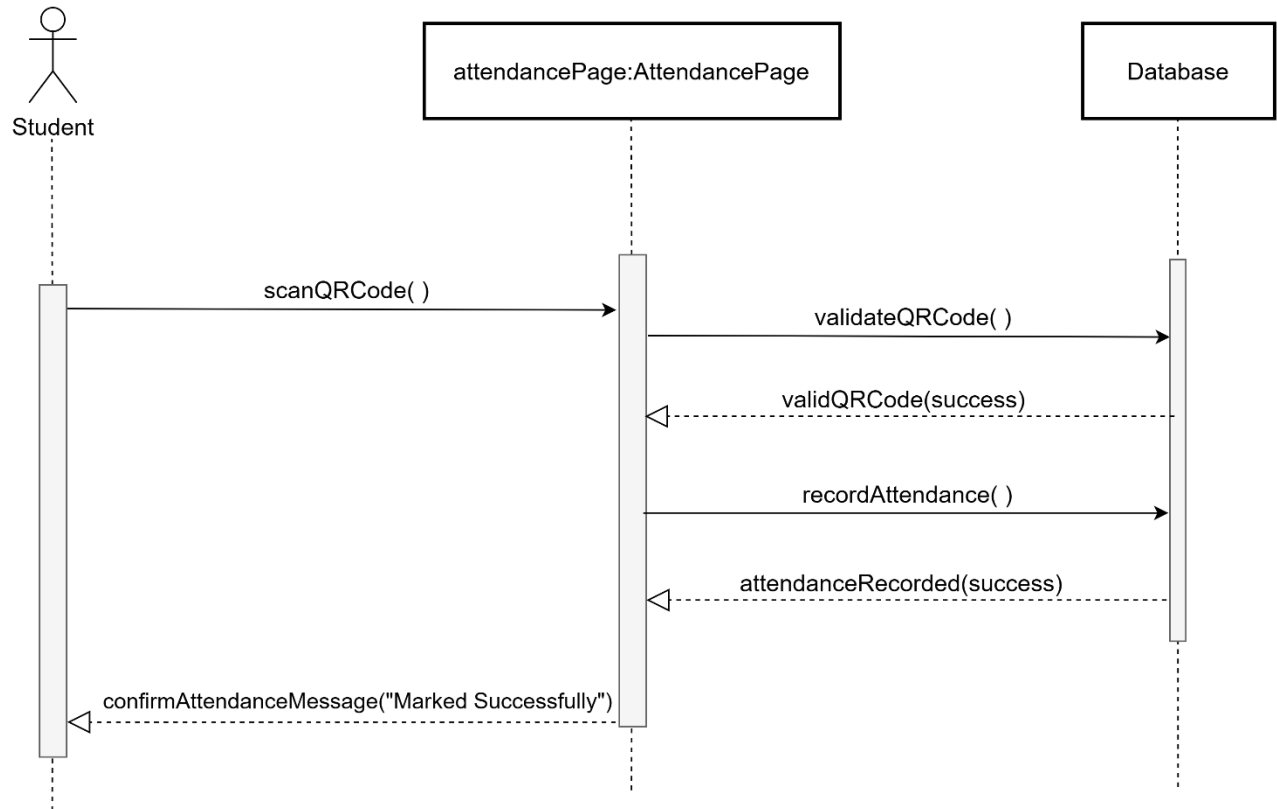 attendancePage:AttendancePage
Database
Student
scanQRCode( )
validateQRCode( )
validQRCode(success)
recordAttendance( )
attendanceRecorded(success)
confirmAttendanceMessage("Marked Successfully")